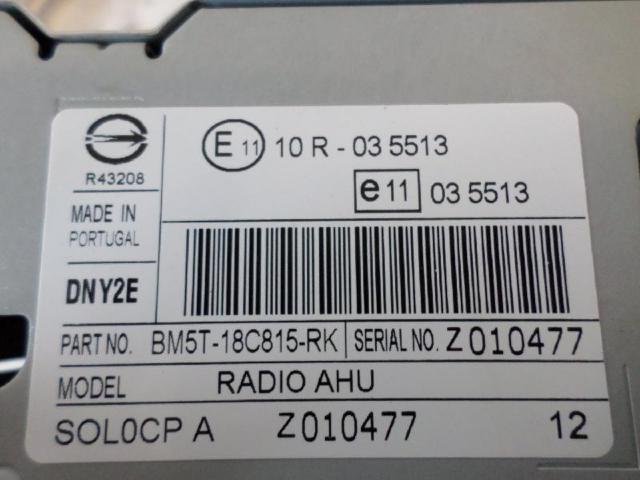 E 11 10 R - 03 5513
e 11 03 5513
R43208
MADE IN
PORTUGAL
DNY2E
PART NO. BM5T-18C815-RK SERIAL NO. Z010477
MODEL RADIO AHU
SOL0CP A Z010477 12